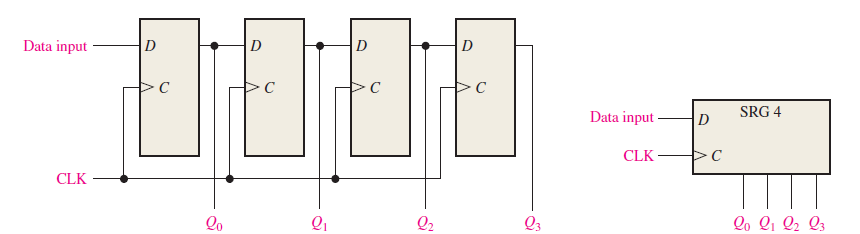 Data input D D D D
C C C C
CLK
Q0 Q1 Q2 Q3
SRG 4
Data input D
CLK C
Q0 Q1 Q2 Q3